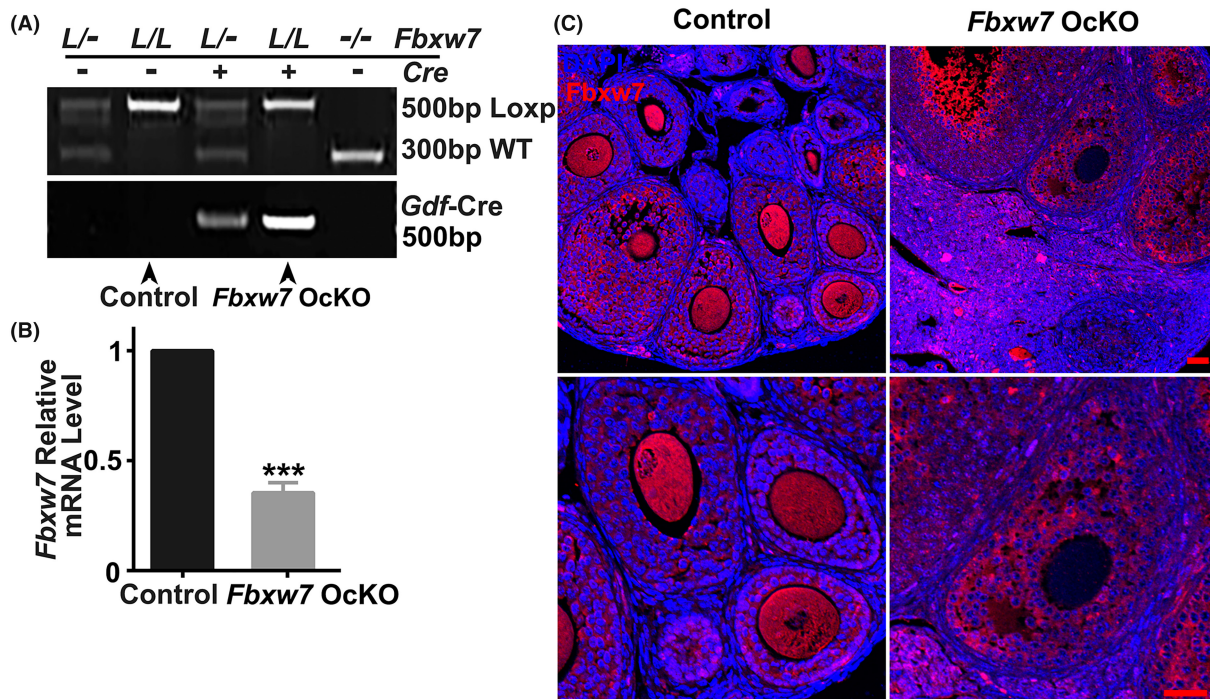 (A)
L/- L/L L/- L/L -/- Fbxw7
- - + + - Cre
500bp Loxp
300bp WT
Gdf-Cre
500bp
Control Fbxw7 OcKO
(B)
Fbxw7 Relative
mRNA Level
1
0.5
0
***
Control Fbxw7 OcKO
(C)
Control Fbxw7 OcKO
Fbxw7